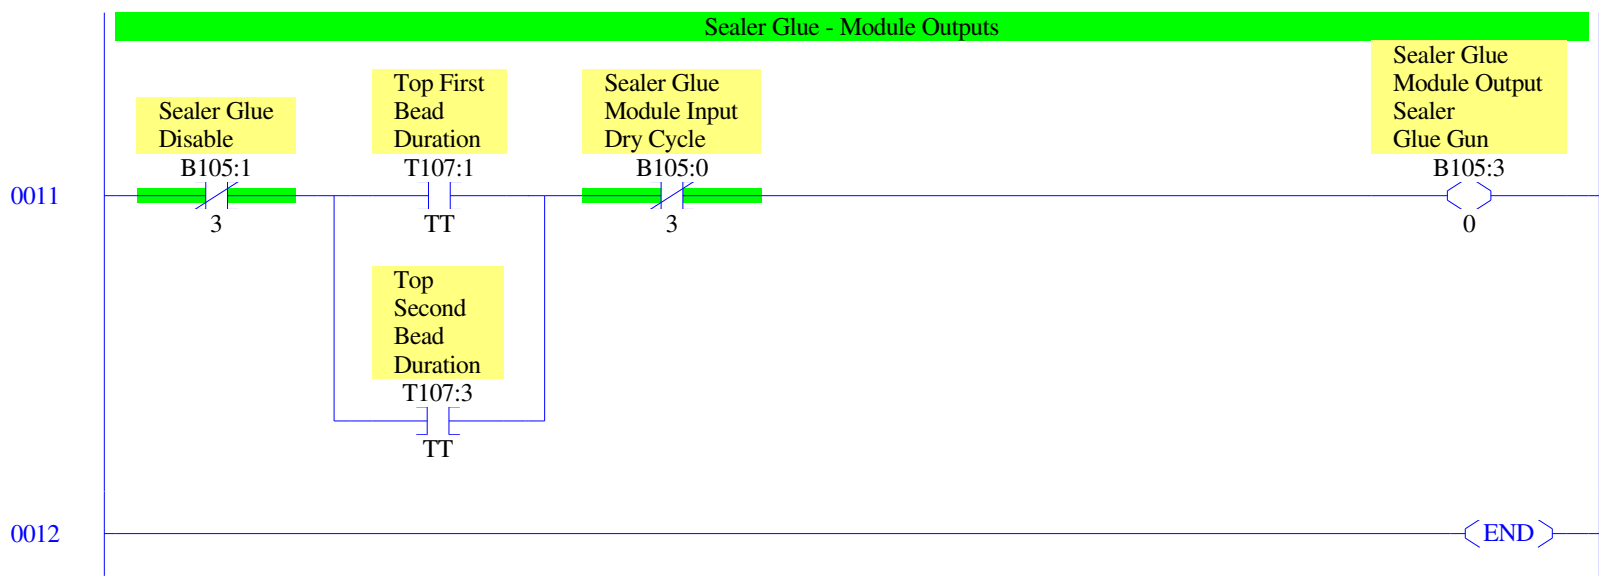 Sealer Glue - Module Outputs
Sealer Glue
Disable
B105:1
3
Top First
Bead
Duration
T107:1
TT
Sealer Glue
Module Input
Dry Cycle
B105:0
3
Sealer Glue
Module Output
Sealer
Glue Gun
B105:3
0
0011
Top
Second
Bead
Duration
T107:3
TT
0012
END